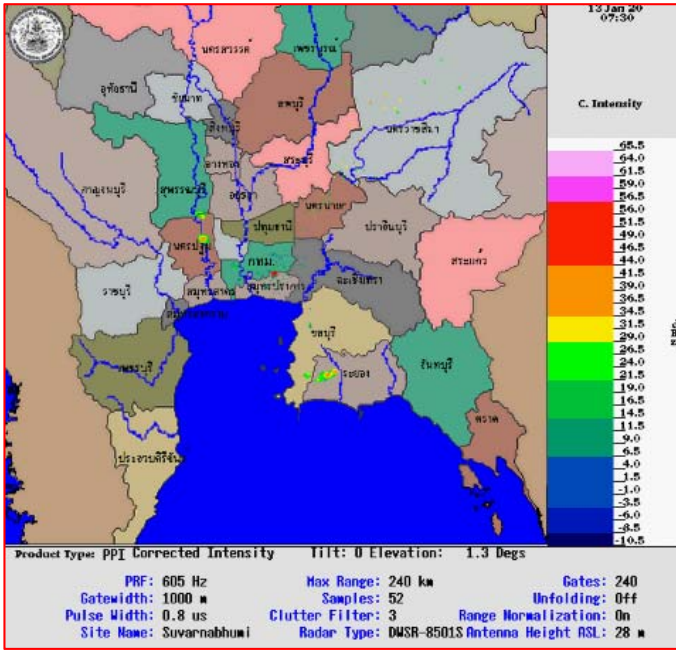 13 Jan 20
07:30
นครสวรรค์
เพชรบูรณ์
อุทัยธานี
ชัยนาท
ลพบุรี
สิงห์บุรี
นครราชสีมา
อ่างทอง
สระบุรี
กาญจนบุรี
สุพรรณบุรี
อยุธยา
นครนายก
ปทุมธานี
ปราจีนบุรี
นครปฐม
กทม.
สระแก้ว
ฉะเชิงเทรา
ราชบุรี
สมุทรสาคร
สมุทรปราการ
สมุทรสงคราม
ชลบุรี
เพชรบุรี
ระยอง
จันทบุรี
ตราด
ประจวบคีรีขันธ์
C. Intensity
65.5
64.0
61.5
59.0
56.5
56.0
51.5
49.0
46.5
44.0
41.5
39.0
36.5
34.0
31.5
29.0
26.5
24.0
21.5
19.0
16.5
14.5
11.5
9.0
6.5
4.0
1.5
-1.0
-3.5
-6.0
-8.5
-10.5
Product Type: PPI Corrected Intensity Tilt: 0 Elevation: 1.3 Degs
PRF: 605 Hz Max Range: 240 km Gates: 240
Gatewidth: 1000 m Samples: 52 Unfolding: Off
Pulse Width: 0.8 us Clutter Filter: 3 Range Normalization: On
Site Name: Suvarnabhumi Radar Type: DWSR-8501S Antenna Height ASL: 28 m